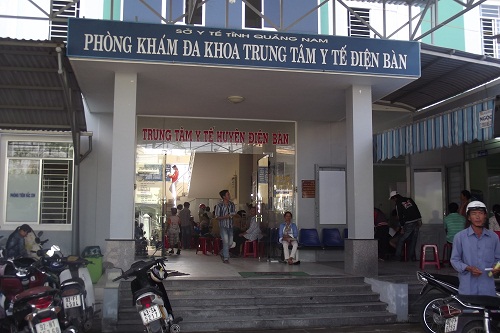 SỞ Y TẾ TỈNH QUẢNG NAM
PHÒNG KHÁM ĐA KHOA TRUNG TÂM Y TẾ ĐIỆN BÀN
TRUNG TÂM Y TẾ HUYỆN ĐIỆN BÀN